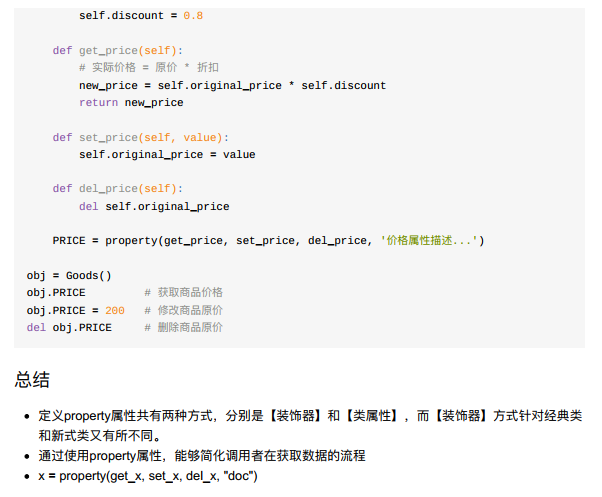 self.discount = 0.8
def get_price(self):
# 实际价格 = 原价 * 折扣
new_price = self.original_price * self.discount
return new_price
def set_price(self, value):
self.original_price = value
def del_price(self):
del self.original_price
PRICE = property(get_price, set_price, del_price, '价格属性描述...')
obj = Goods()
obj.PRICE # 获取商品价格
obj.PRICE = 200 # 修改商品原价
del obj.PRICE # 删除商品原价
总结
• 定义property属性共有两种方式，分别是【装饰器】和【类属性】，而【装饰器】方式针对经典类
和新式类又有所不同。
• 通过使用property属性，能够简化调用者在获取数据的流程
• x = property(get_x, set_x, del_x, "doc")